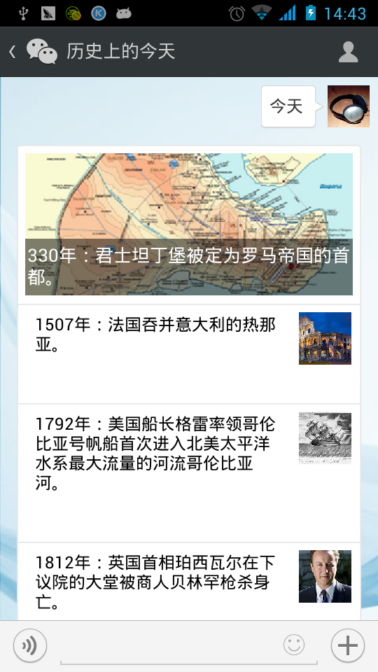 14:43
历史上的今天
今天
330年：君士坦丁堡被定为罗马帝国的首
都。
1507年：法国吞并意大利的热那
亚。
1792年：美国船长格雷率领哥伦
比亚号帆船首次进入北美太平洋
水系最大流量的河流哥伦比亚
河。
1812年：英国首相珀西瓦尔在下
议院的大堂被商人贝林罕枪杀身
亡。